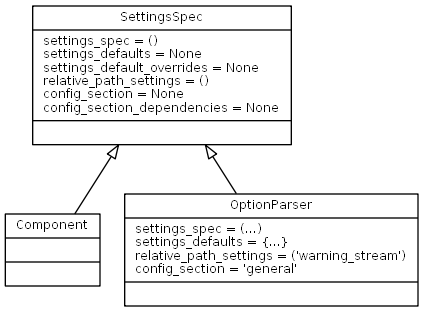 SettingsSpec
settings_spec = ()
settings_defaults = None
settings_default_overrides = None
relative_path_settings = ()
config_section = None
config_section_dependencies = None
Component
OptionParser
settings_spec = (...)
settings_defaults = {...}
relative_path_settings = ('warning_stream')
config_section = 'general'